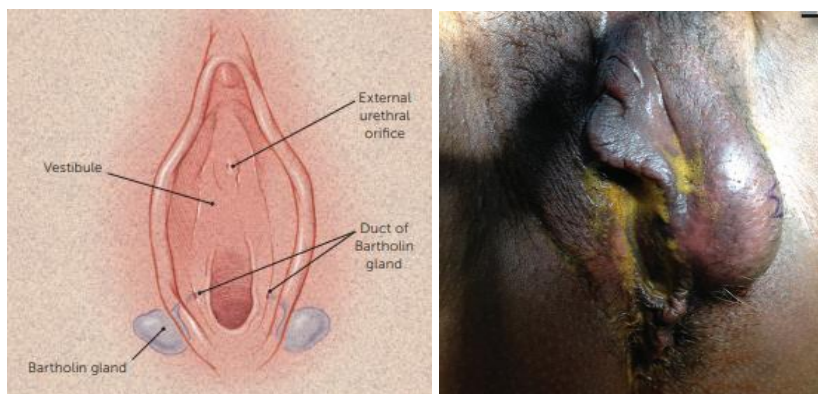 External
urethral
orifice
Vestibule
Duct of
Bartholin
gland
Bartholin gland